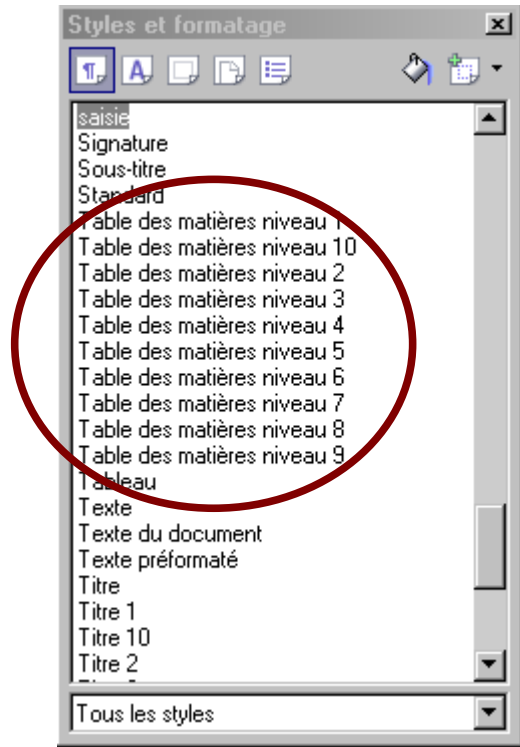 Styles et formatage
saisie
Signature
Sous-titre
Standard
Table des matières niveau 1
Table des matières niveau 10
Table des matières niveau 2
Table des matières niveau 3
Table des matières niveau 4
Table des matières niveau 5
Table des matières niveau 6
Table des matières niveau 7
Table des matières niveau 8
Table des matières niveau 9
Tableau
Texte
Texte du document
Texte préformaté
Titre
Titre 1
Titre 10
Titre 2
Tous les styles